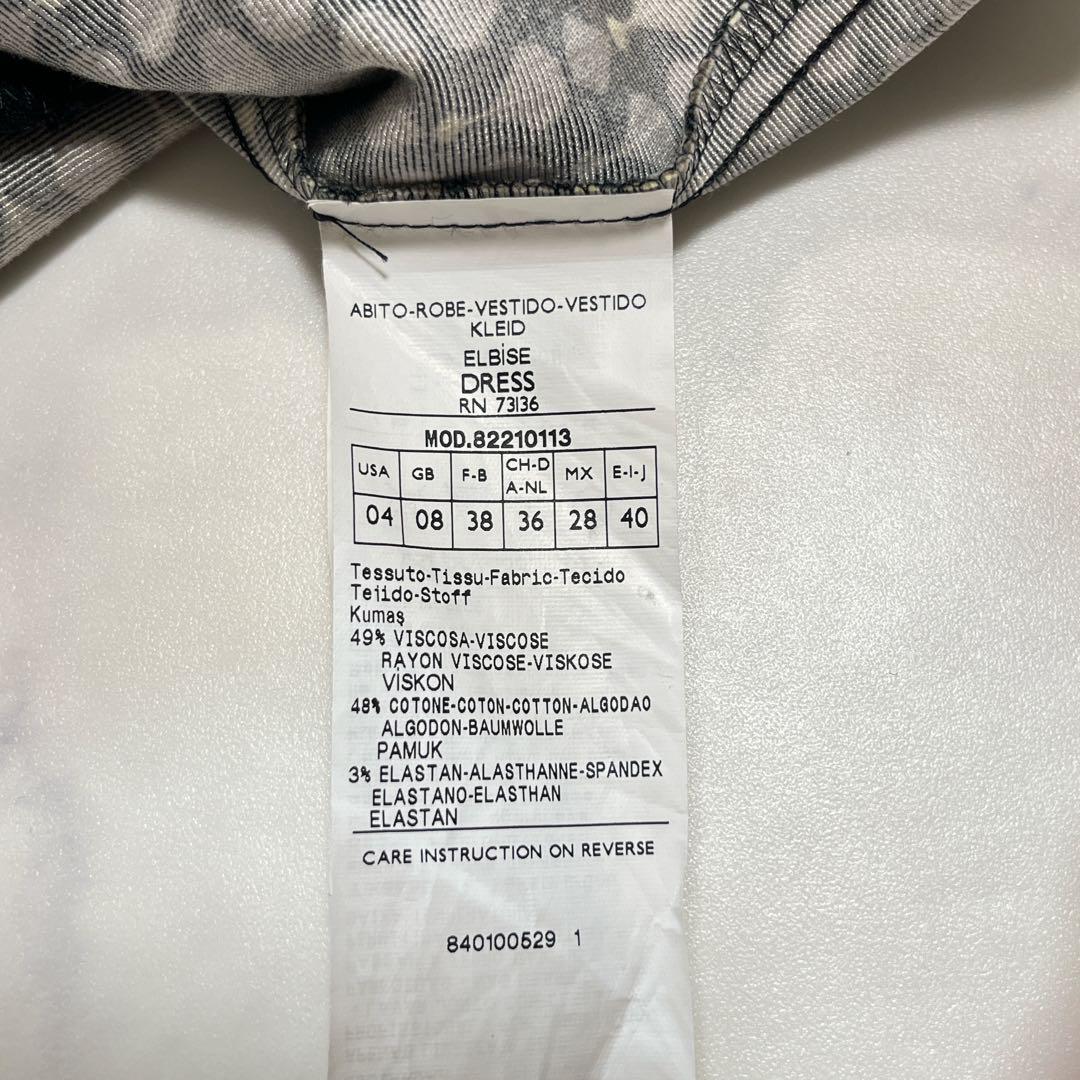 ABITO-ROBE-VESTIDO-VESTIDO
KLEID
ELBİSE
DRESS
RN 73136
MOD.82210113
USA GB F-B CH-D A-NL MX E-I-J
04 08 38 36 28 40
Tessuto-Tissu-Fabric-Tecido
Tejido-Stoff
Kumaş
49% VISCOSA-VISCOSE
RAYON VISCOSE-VISKOSE
VİSKON
48% COTONE-COTON-COTTON-ALGODAO
ALGODON-BAUMWOLLE
PAMUK
3% ELASTAN-ALASTHANNE-SPANDEX
ELASTANO-ELASTHAN
ELASTAN
CARE INSTRUCTION ON REVERSE
840100529 1